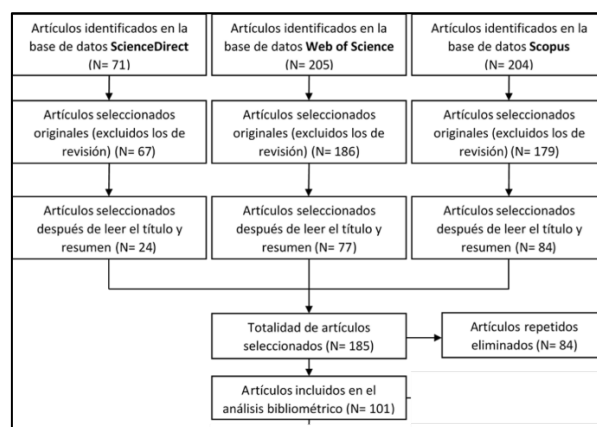 Artículos identificados en la
base de datos ScienceDirect
(N= 71)
Artículos identificados en la
base de datos Web of Science
(N= 205)
Artículos identificados en la
base de datos Scopus
(N= 204)
Artículos seleccionados
originales (excluidos los de
revisión) (N= 67)
Artículos seleccionados
originales (excluidos los de
revisión) (N= 186)
Artículos seleccionados
originales (excluidos los de
revisión) (N= 179)
Artículos seleccionados
después de leer el título y
resumen (N= 24)
Artículos seleccionados
después de leer el título y
resumen (N= 77)
Artículos seleccionados
después de leer el título y
resumen (N= 84)
Totalidad de artículos
seleccionados (N= 185)
Artículos repetidos
eliminados (N= 84)
Artículos incluidos en el
análisis bibliométrico (N= 101)